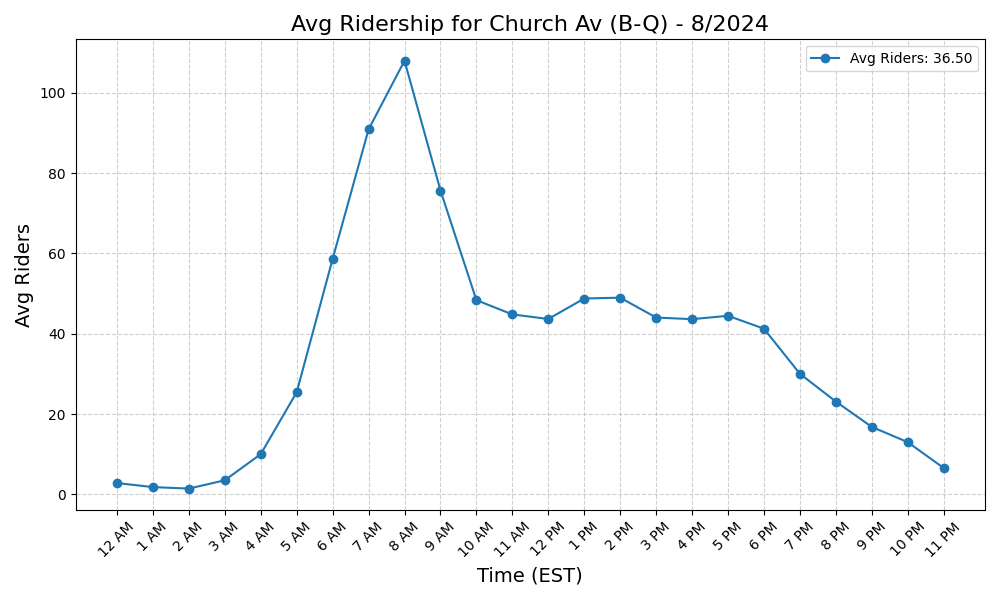 Avg Ridership for Church Av (B-Q) - 8/2024
Avg Riders: 36.50
Avg Riders
100
80
60
40
20
0
12 AM
1 AM
2 AM
3 AM
4 AM
5 AM
6 AM
7 AM
8 AM
9 AM
10 AM
11 AM
12 PM
1 PM
2 PM
3 PM
4 PM
5 PM
6 PM
7 PM
8 PM
9 PM
10 PM
11 PM
Time (EST)